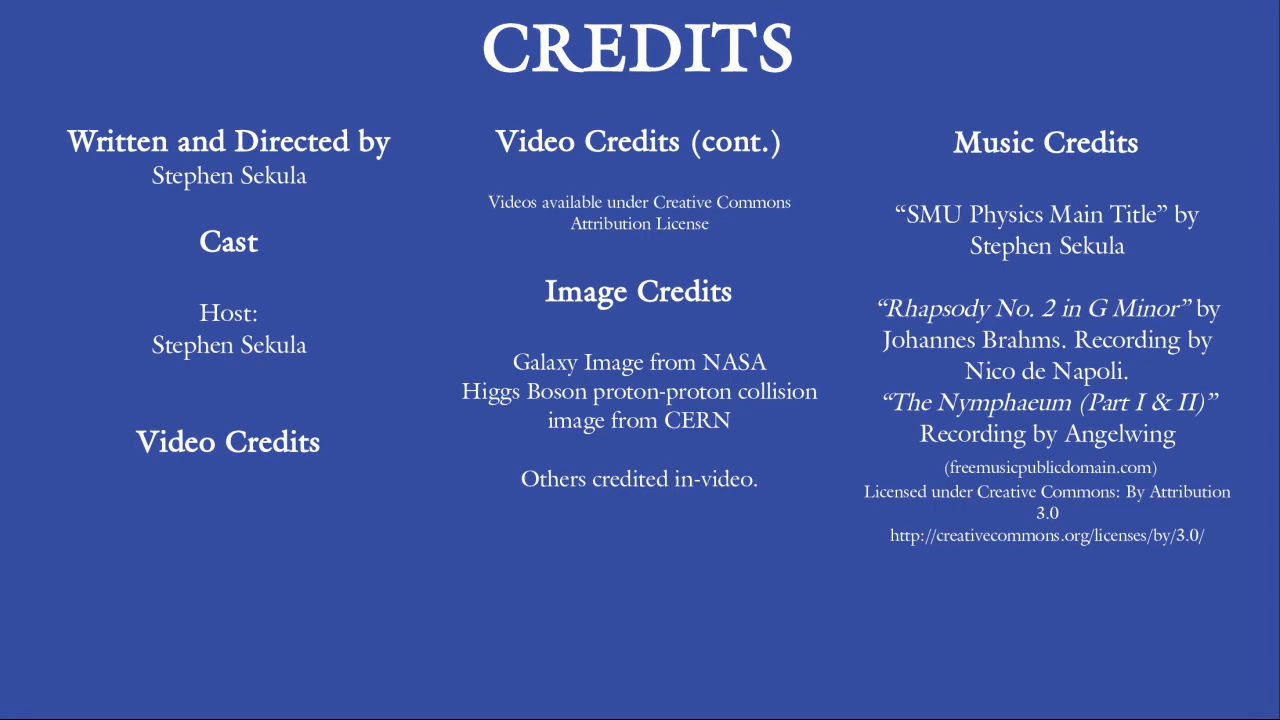 CREDITS
Written and Directed by
Stephen Sekula
Cast
Host:
Stephen Sekula
Video Credits
Video Credits (cont.)
Videos available under Creative Commons
Attribution License
Image Credits
Galaxy Image from NASA
Higgs Boson proton-proton collision
image from CERN
Others credited in-video.
Music Credits
“SMU Physics Main Title” by
Stephen Sekula
“Rhapsody No. 2 in G Minor” by
Johannes Brahms. Recording by
Nico de Napoli.
“The Nymphaeum (Part I & II)”
Recording by Angelwing
(freemusicpublicdomain.com)
Licensed under Creative Commons: By Attribution
3.0
http://creativecommons.org/licenses/by/3.0/